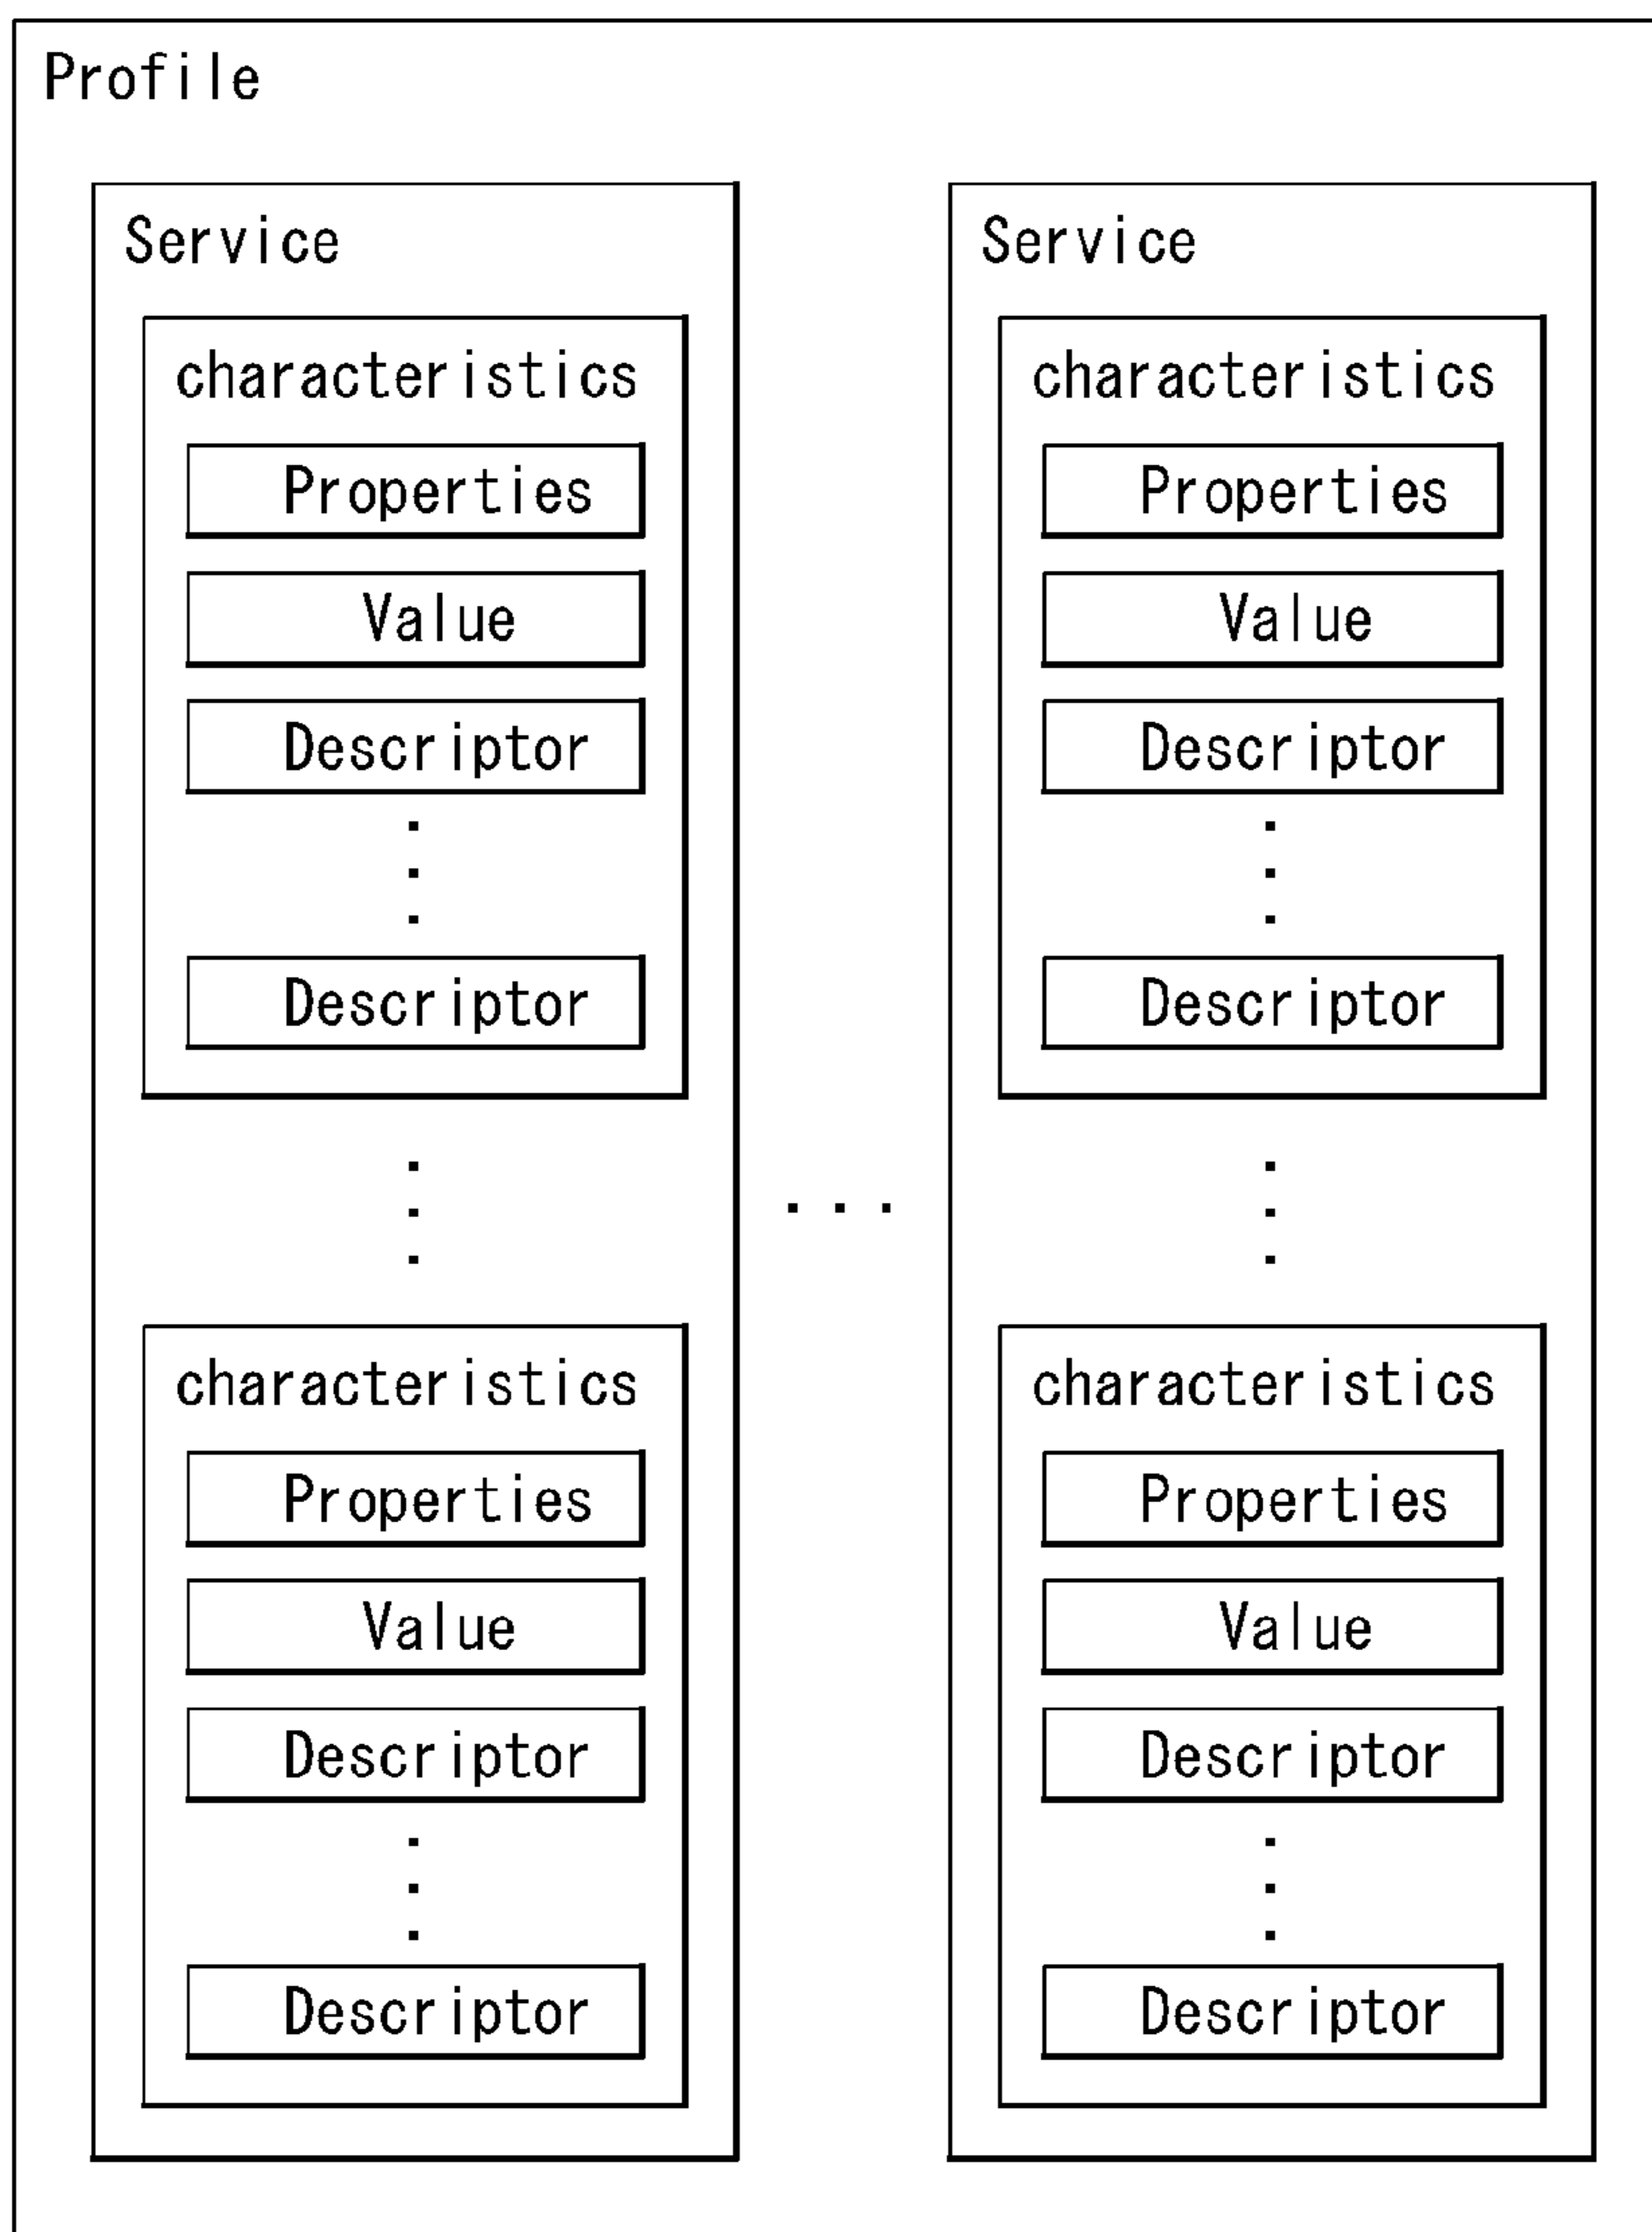 Profile
Service
characteristics
Properties
Value
Descriptor
Descriptor
characteristics
Properties
Value
Descriptor
Descriptor
...
Service
characteristics
Properties
Value
Descriptor
Descriptor
characteristics
Properties
Value
Descriptor
Descriptor